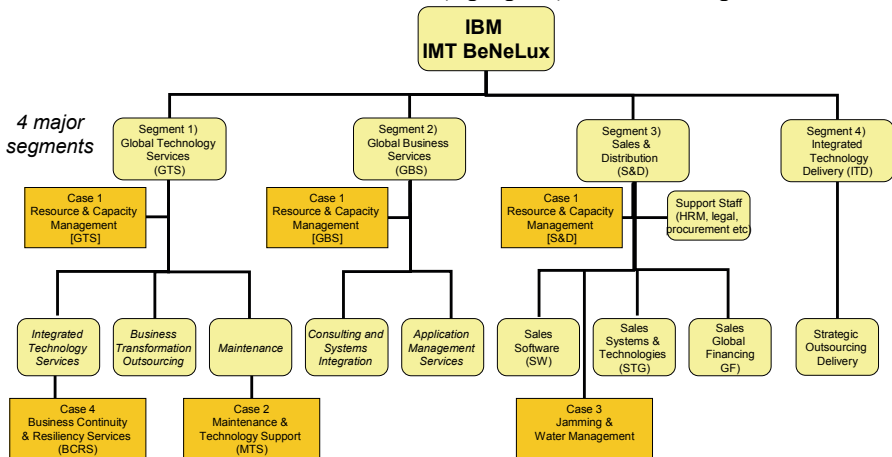 IBM
IMT BeNeLux
4 major
segments
Segment 1)
Global Technology
Services
(GTS)
Segment 2)
Global Business
Services
(GBS)
Segment 3)
Sales &
Distribution
(S&D)
Segment 4)
Integrated
Technology
Delivery (ITD)
Case 1
Resource & Capacity
Management
[GTS]
Case 1
Resource & Capacity
Management
[GBS]
Case 1
Resource & Capacity
Management
[S&D]
Support Staff
(HRM, legal,
procurement etc)
Integrated
Technology
Services
Business
Transformation
Outsourcing
Maintenance
Consulting and
Systems
Integration
Application
Management
Services
Sales
Software
(SW)
Sales
Systems &
Technologies
(STG)
Sales
Global
Financing
GF)
Strategic
Outsourcing
Delivery
Case 4
Business Continuity
& Resiliency Services
(BCRS)
Case 2
Maintenance &
Technology Support
(MTS)
Case 3
Jamming &
Water Management